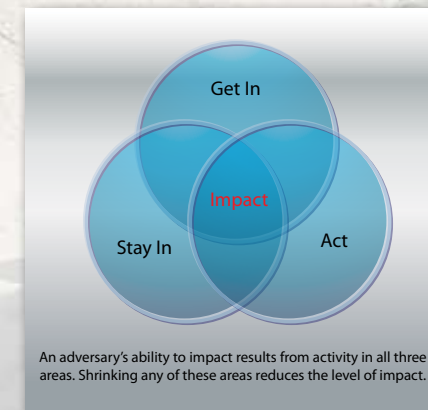 Get In
Impact
Stay In
Act
An adversary's ability to impact results from activity in all three
areas. Shrinking any of these areas reduces the level of impact.